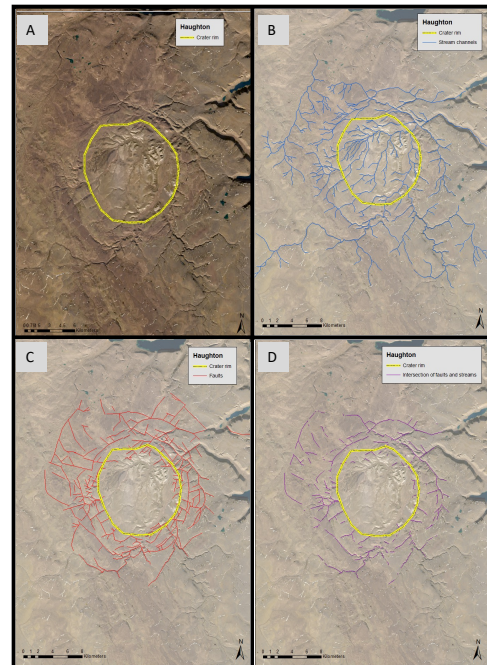 A
Haughton
Crater rim
Kilometers
N
B
Haughton
Crater rim
Stream channels
0 1 2 4 6 8
Kilometers
N
C
Haughton
Crater rim
Faults
0 1 2 4 6 8
Kilometers
N
D
Haughton
Crater rim
Intersection of faults and streams
0 1 2 4 6 8
Kilometers
N